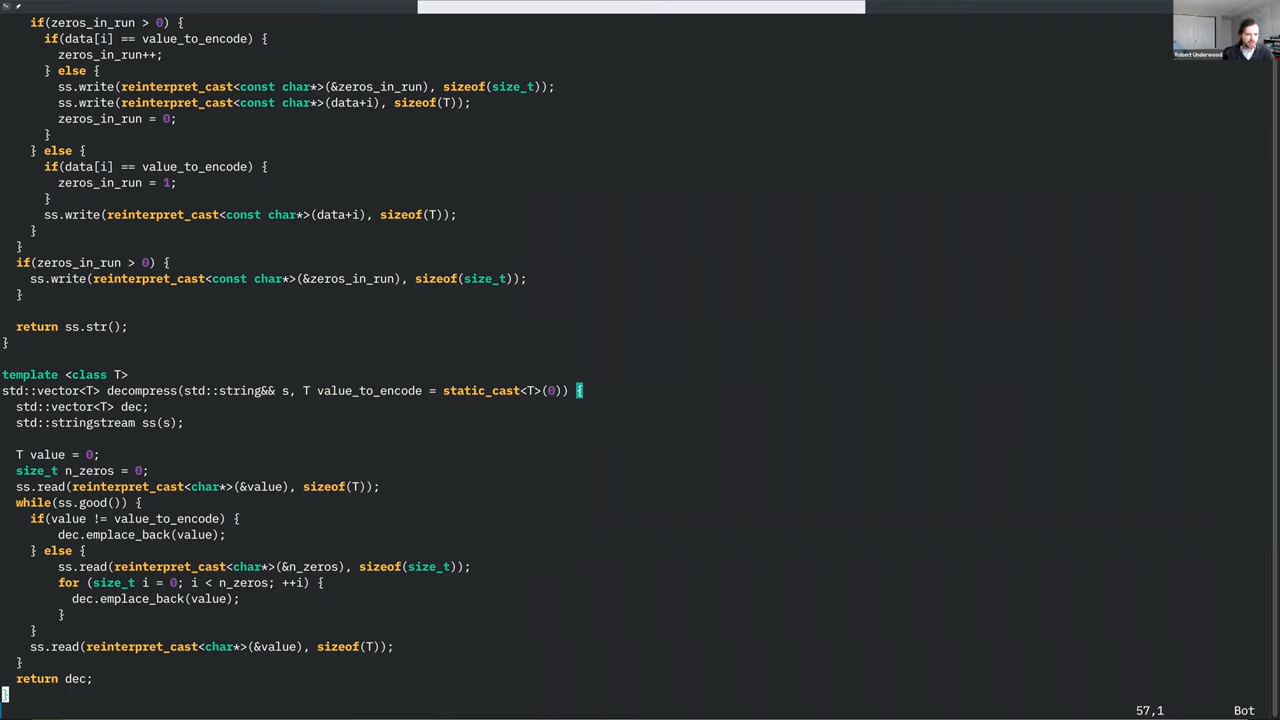 Robert Underwood
if(zeros_in_run > 0) {
if(data[i] == value_to_encode) {
zeros_in_run++;
} else {
ss.write(reinterpret_cast<const char*>(&zeros_in_run), sizeof(size_t));
ss.write(reinterpret_cast<const char*>(data+i), sizeof(T));
zeros_in_run = 0;
}
} else {
if(data[i] == value_to_encode) {
zeros_in_run = 1;
}
ss.write(reinterpret_cast<const char*>(data+i), sizeof(T));
}
}
if(zeros_in_run > 0) {
ss.write(reinterpret_cast<const char*>(&zeros_in_run), sizeof(size_t));
}
return ss.str();
}
template <class T>
std::vector<T> decompress(std::string&& s, T value_to_encode = static_cast<T>(0)) {
std::vector<T> dec;
std::stringstream ss(s);
T value = 0;
size_t n_zeros = 0;
ss.read(reinterpret_cast<char*>(&value), sizeof(T));
while(ss.good()) {
if(value != value_to_encode) {
dec.emplace_back(value);
} else {
ss.read(reinterpret_cast<char*>(&n_zeros), sizeof(size_t));
for (size_t i = 0; i < n_zeros; ++i) {
dec.emplace_back(value);
}
}
ss.read(reinterpret_cast<char*>(&value), sizeof(T));
}
return dec;
}
57,1 Bot